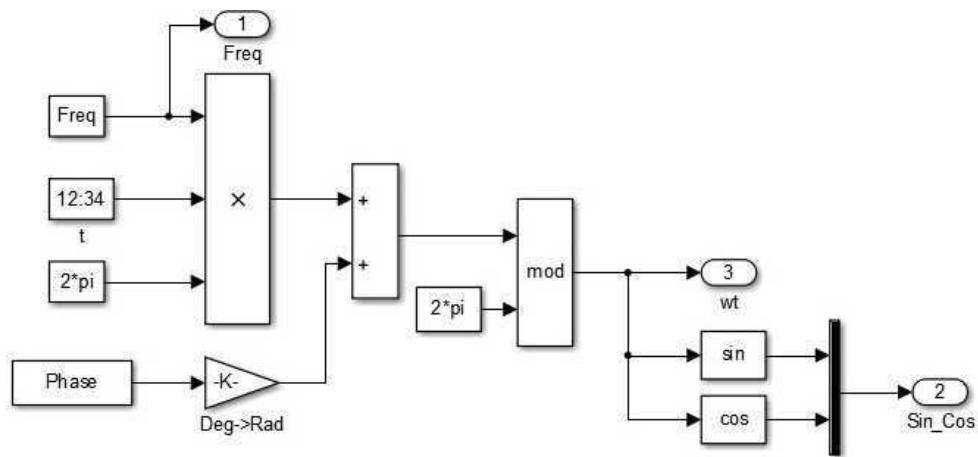 1
Freq
Freq
×
12:34
t
2*pi
+
+
mod
2*pi
3
wt
Phase
-K-
Deg->Rad
sin
cos
2
Sin_Cos